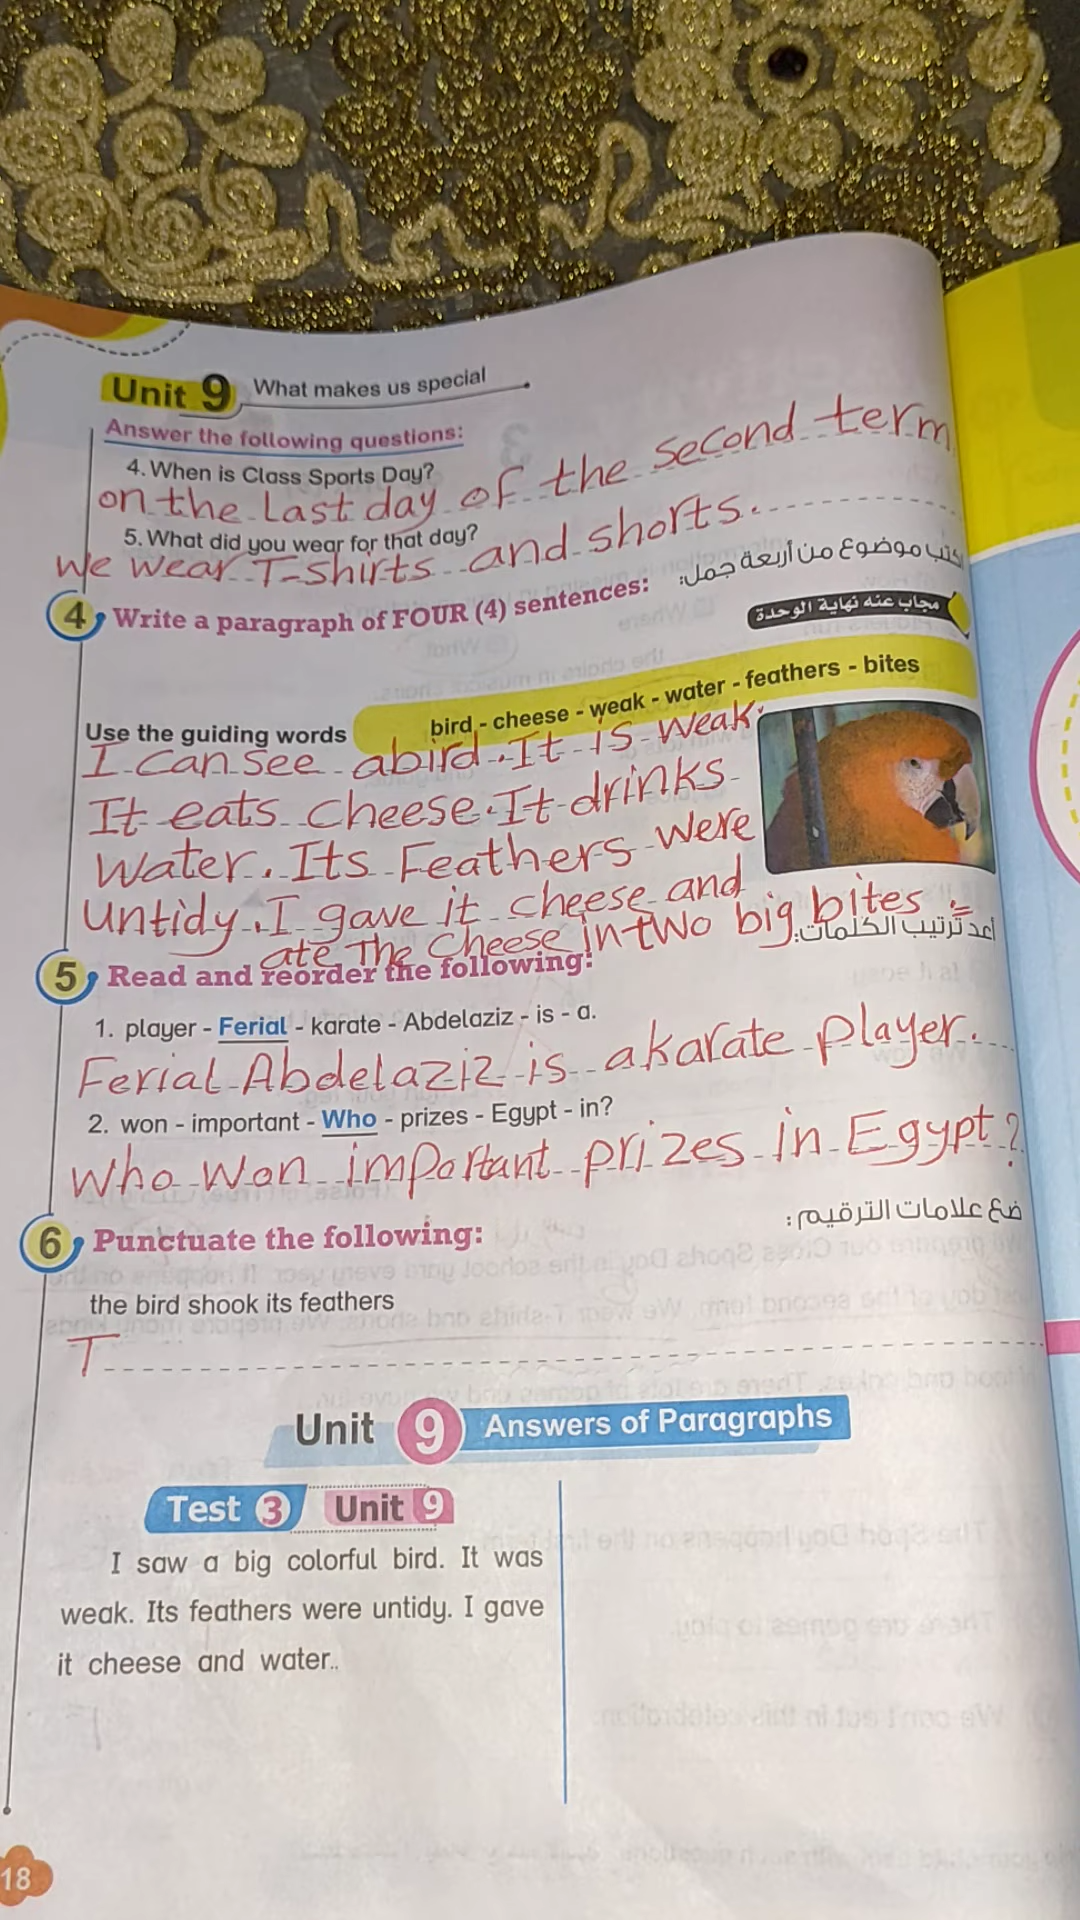 Unit 9 What makes us special
Answer the following questions:
4. When is Class Sports Day?
on the last day of the second term
5. What did you wear for that day?
we wear T-shirts and shorts.
4 Write a paragraph of FOUR (4) sentences: اكتب موضوع من أربعة جمل:
مجاب عنه نهاية الوحدة
Use the guiding words bird - cheese - weak - water - feathers - bites
I can see a bird. It is weak.
It eats cheese. It drinks
water. Its Feathers were
untidy. I gave it cheese and
ate The cheese in two big bites.
5 Read and reorder the following: أعد ترتيب الكلمات:
1. player - Ferial - karate - Abdelaziz - is - a.
Ferial Abdelaziz is a karate player.
2. won - important - Who - prizes - Egypt - in?
Who won important prizes in Egypt?
6 Punctuate the following: ضع علامات الترقيم:
the bird shook its feathers
T
Unit 9 Answers of Paragraphs
Test 3 Unit 9
I saw a big colorful bird. It was
weak. Its feathers were untidy. I gave
it cheese and water..
18